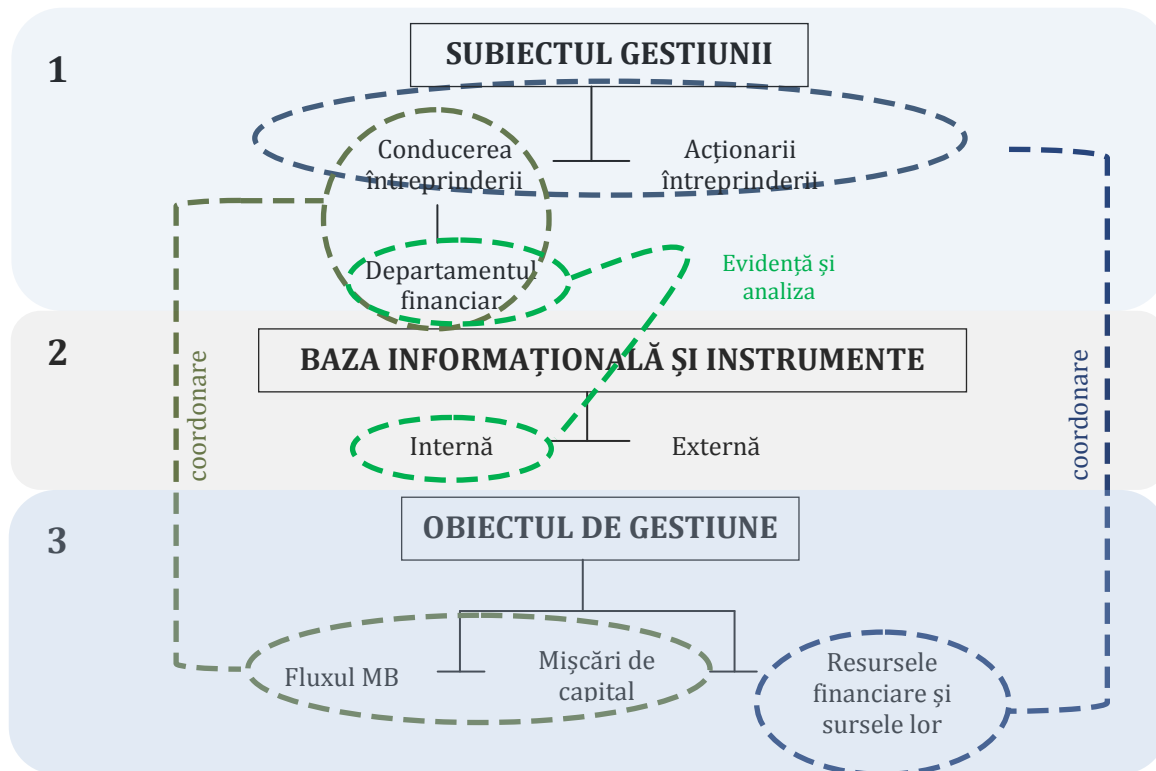 1
SUBIECTUL GESTIUNII
Conducerea
întreprinderii
Acționarii
întreprinderii
Departamentul
financiar
Evidență și
analiza
2
BAZA INFORMAȚIONALĂ ȘI INSTRUMENTE
coordonare
coordonare
Internă
Externă
3
OBIECTUL DE GESTIUNE
Fluxul MB
Mișcări de
capital
Resursele
financiare și
sursele lor